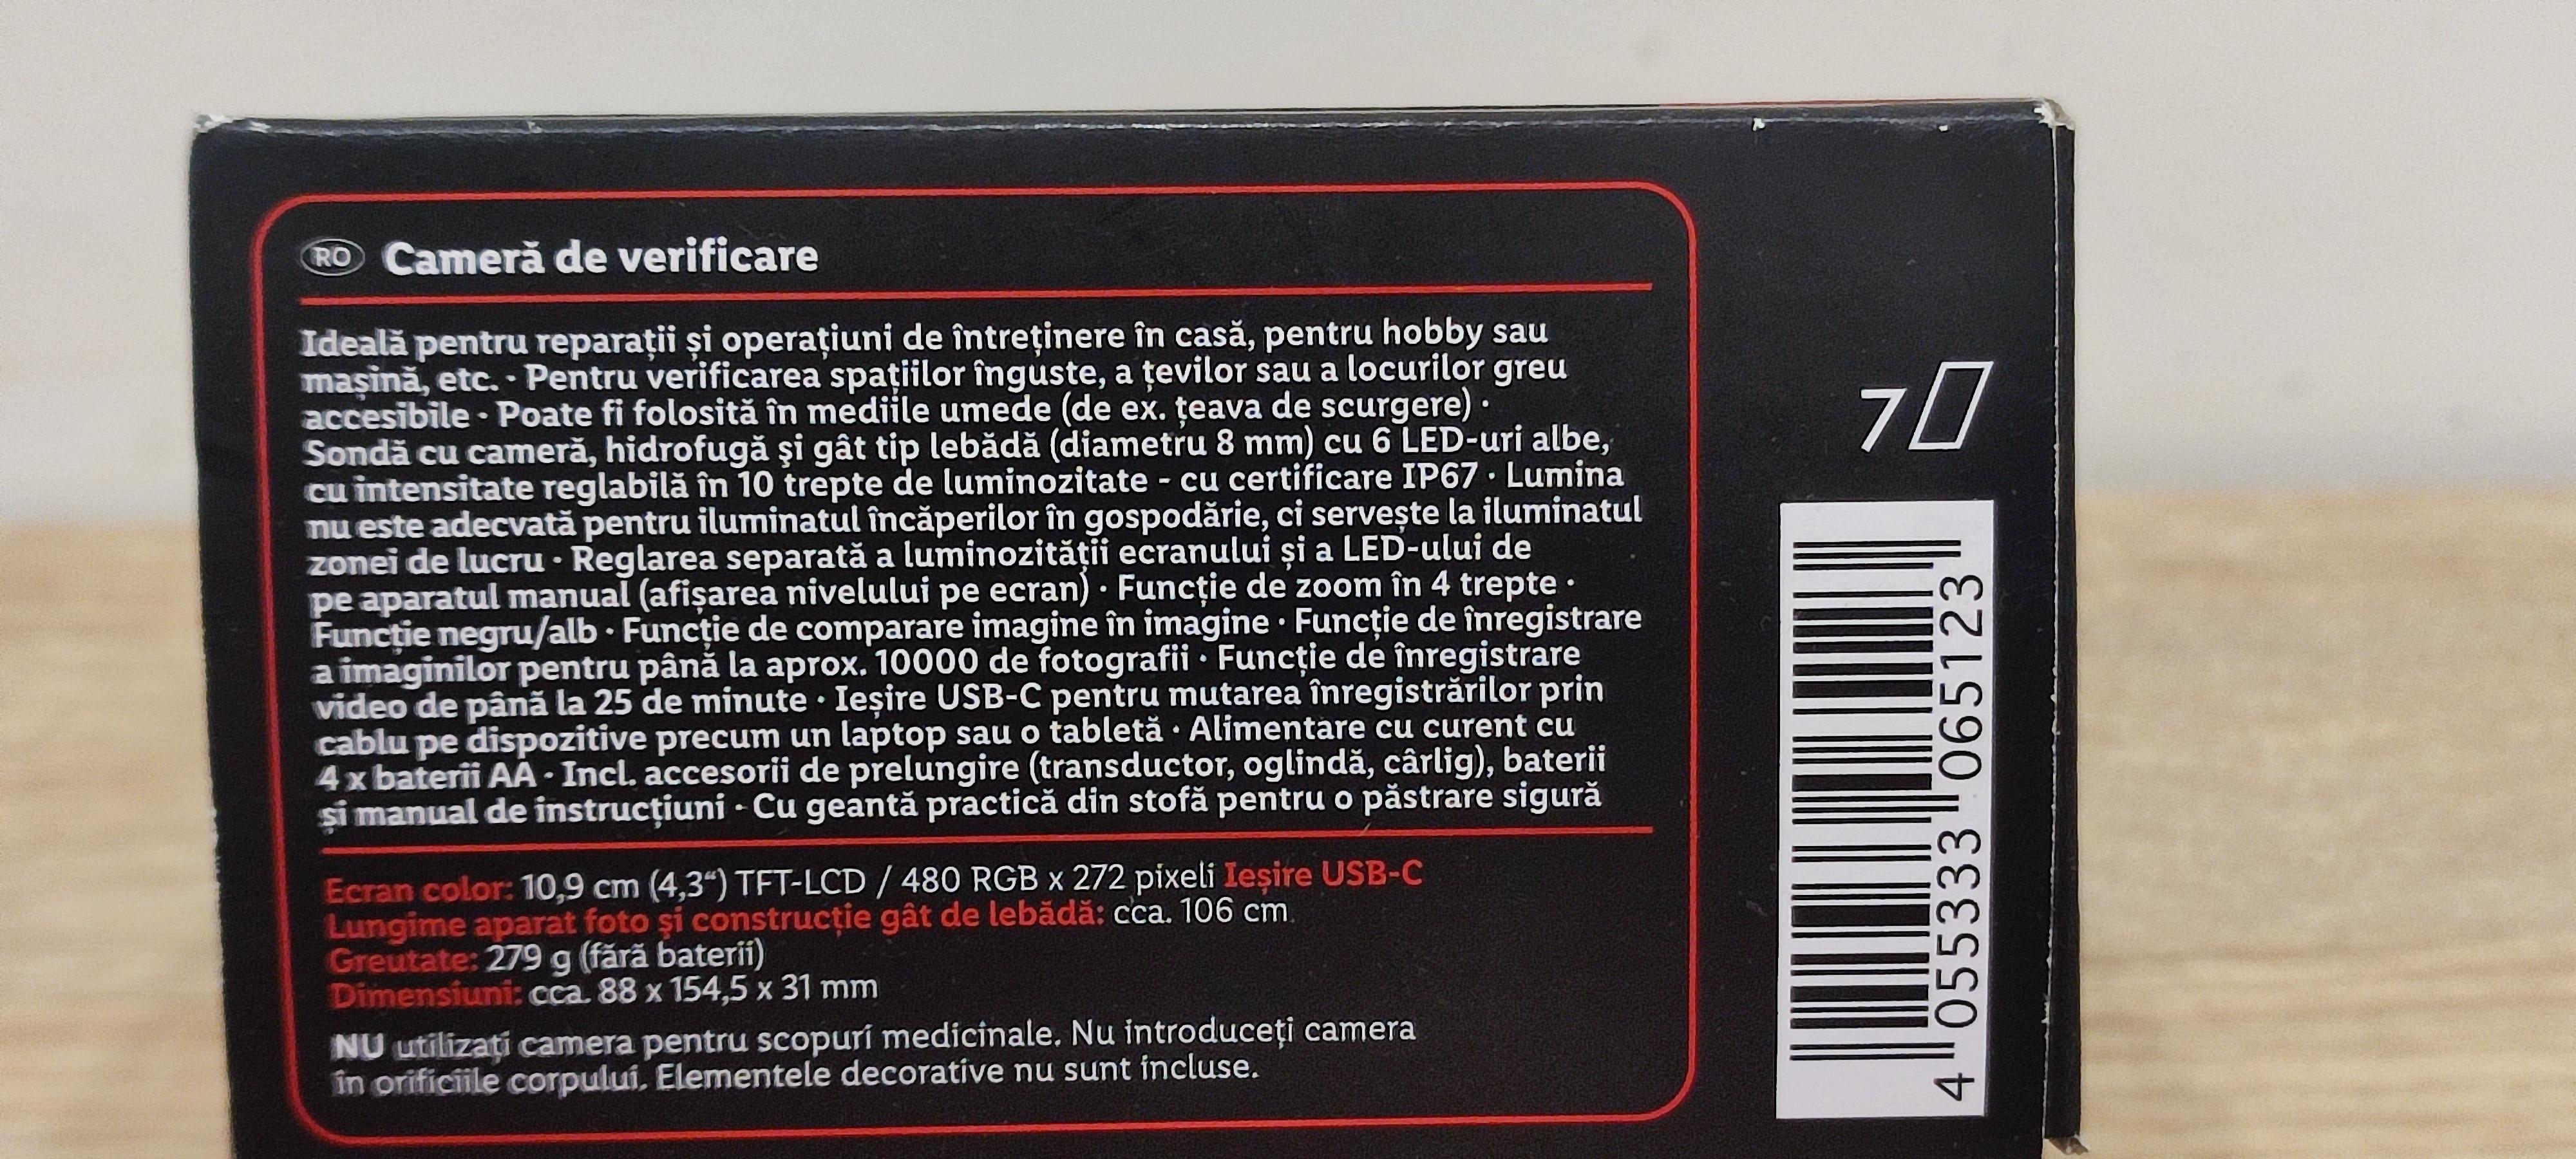 RO Cameră de verificare
Ideală pentru reparații și operațiuni de întreținere în casă, pentru hobby sau
mașină, etc. · Pentru verificarea spațiilor înguste, a țevilor sau a locurilor greu
accesibile · Poate fi folosită în mediile umede (de ex. țeava de scurgere) ·
Sondă cu cameră, hidrofugă şi gât tip lebădă (diametru 8 mm) cu 6 LED-uri albe,
cu intensitate reglabilă în 10 trepte de luminozitate - cu certificare IP67 · Lumina
nu este adecvată pentru iluminatul încăperilor în gospodărie, ci servește la iluminatul
zonei de lucru · Reglarea separată a luminozității ecranului și a LED-ului de
pe aparatul manual (afișarea nivelului pe ecran) · Funcție de zoom în 4 trepte ·
Funcție negru/alb · Funcție de comparare imagine în imagine · Funcție de înregistrare
a imaginilor pentru până la aprox. 10000 de fotografii · Funcție de înregistrare
video de până la 25 de minute · Ieșire USB-C pentru mutarea înregistrărilor prin
cablu pe dispozitive precum un laptop sau o tabletă · Alimentare cu curent cu
4 x baterii AA · Incl. accesorii de prelungire (transductor, oglindă, cârlig), baterii
și manual de instrucțiuni · Cu geantă practică din stofă pentru o păstrare sigură
Ecran color: 10,9 cm (4,3“) TFT-LCD / 480 RGB x 272 pixeli Ieșire USB-C
Lungime aparat foto şi construcție gât de lebădă: cca. 106 cm
Greutate: 279 g (fără baterii)
Dimensiuni: cca. 88 x 154,5 x 31 mm
NU utilizați camera pentru scopuri medicinale. Nu introduceți camera
în orificiile corpului. Elementele decorative nu sunt incluse.
7
4 055333 065123